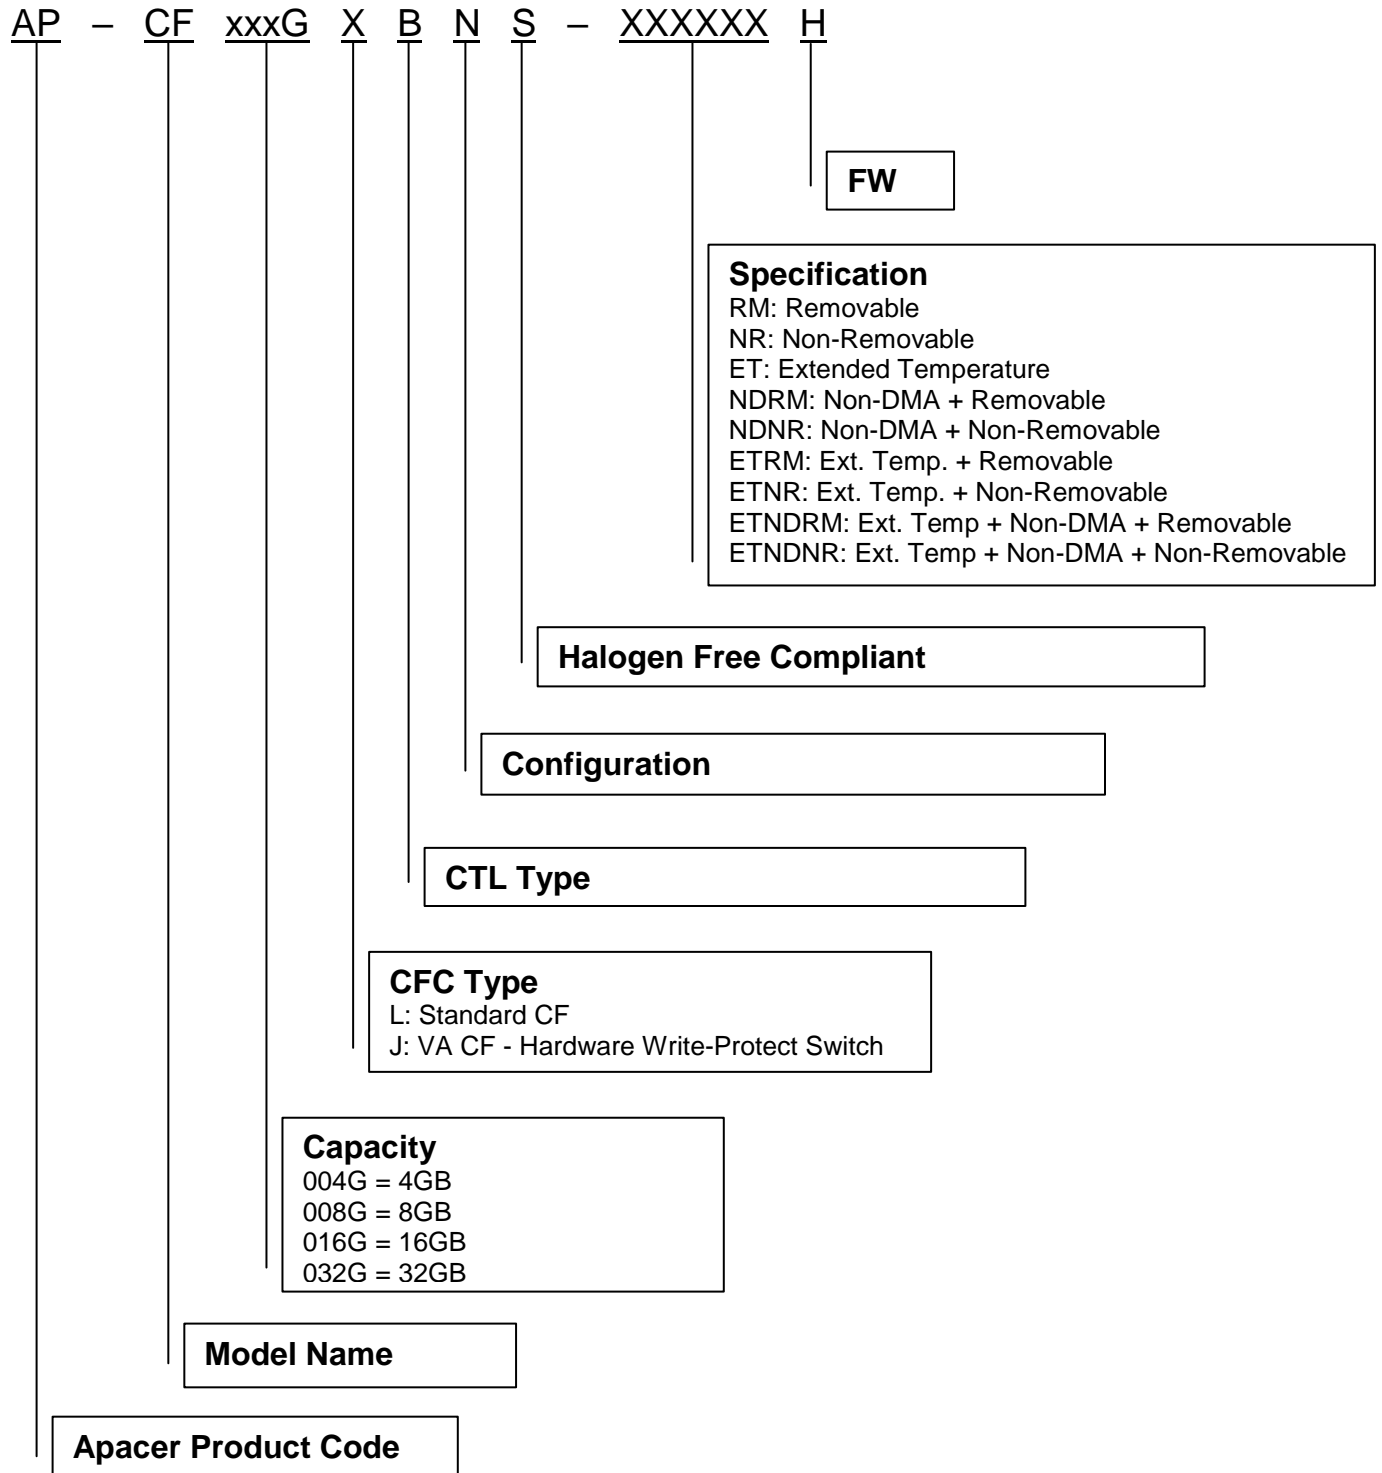 AP – CF xxxG X B N S – XXXXXX H
FW
Specification
RM: Removable
NR: Non-Removable
ET: Extended Temperature
NDRM: Non-DMA + Removable
NDNR: Non-DMA + Non-Removable
ETRM: Ext. Temp. + Removable
ETNR: Ext. Temp. + Non-Removable
ETNDRM: Ext. Temp + Non-DMA + Removable
ETNDNR: Ext. Temp + Non-DMA + Non-Removable
Halogen Free Compliant
Configuration
CTL Type
CFC Type
L: Standard CF
J: VA CF - Hardware Write-Protect Switch
Capacity
004G = 4GB
008G = 8GB
016G = 16GB
032G = 32GB
Model Name
Apacer Product Code